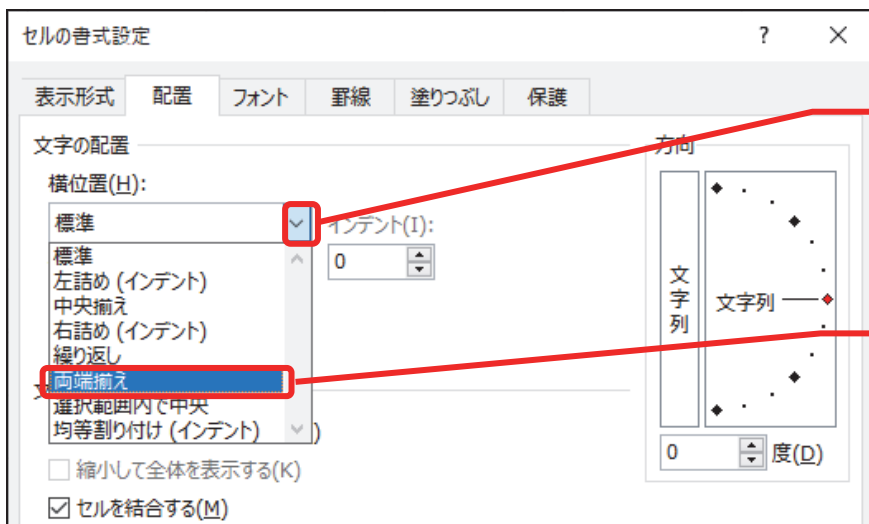 セルの書式設定 ?
表示形式 配置 フォント 罫線 塗りつぶし 保護
文字の配置
横位置(H):
標準
インデント(I):
0
標準
左詰め (インデント)
中央揃え
右詰め (インデント)
繰り返し
両端揃え
選択範囲内で中央
均等割り付け (インデント)
縮小して全体を表示する(K)
セルを結合する(M)
方向
文字列
文字列
0 度(D)